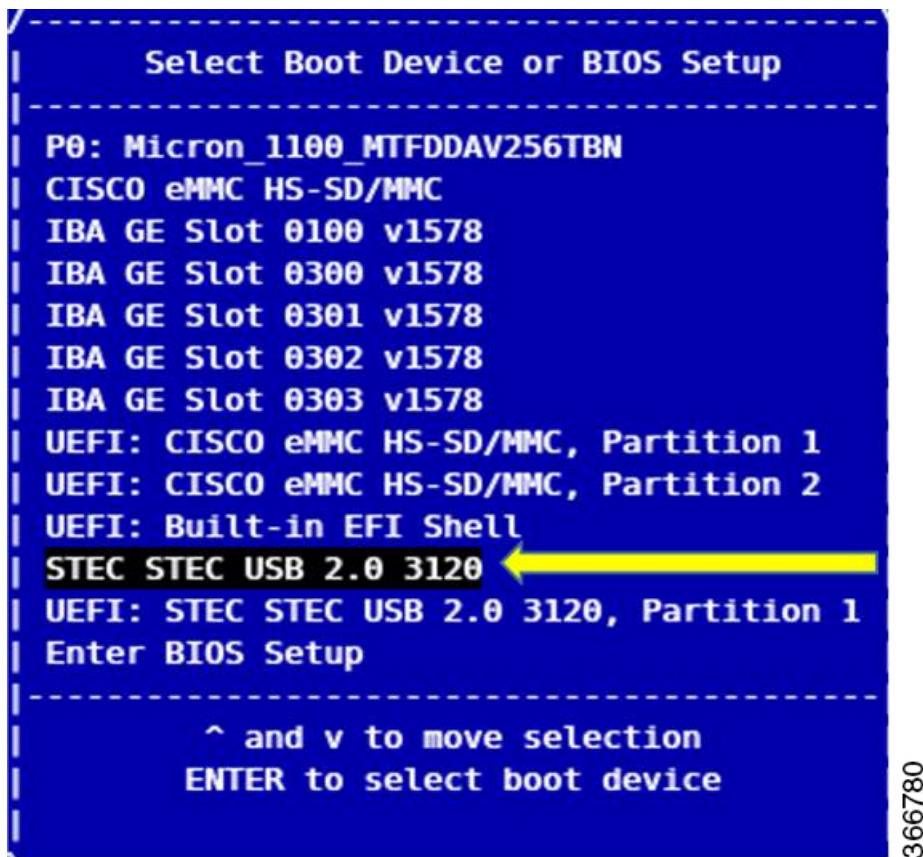 Select Boot Device or BIOS Setup
P0: Micron_1100_MTFDDAV256TBN
CISCO eMMC HS-SD/MMC
IBA GE Slot 0100 v1578
IBA GE Slot 0300 v1578
IBA GE Slot 0301 v1578
IBA GE Slot 0302 v1578
IBA GE Slot 0303 v1578
UEFI: CISCO eMMC HS-SD/MMC, Partition 1
UEFI: CISCO eMMC HS-SD/MMC, Partition 2
UEFI: Built-in EFI Shell
STEC STEC USB 2.0 3120
UEFI: STEC STEC USB 2.0 3120, Partition 1
Enter BIOS Setup
^ and v to move selection
ENTER to select boot device
366780